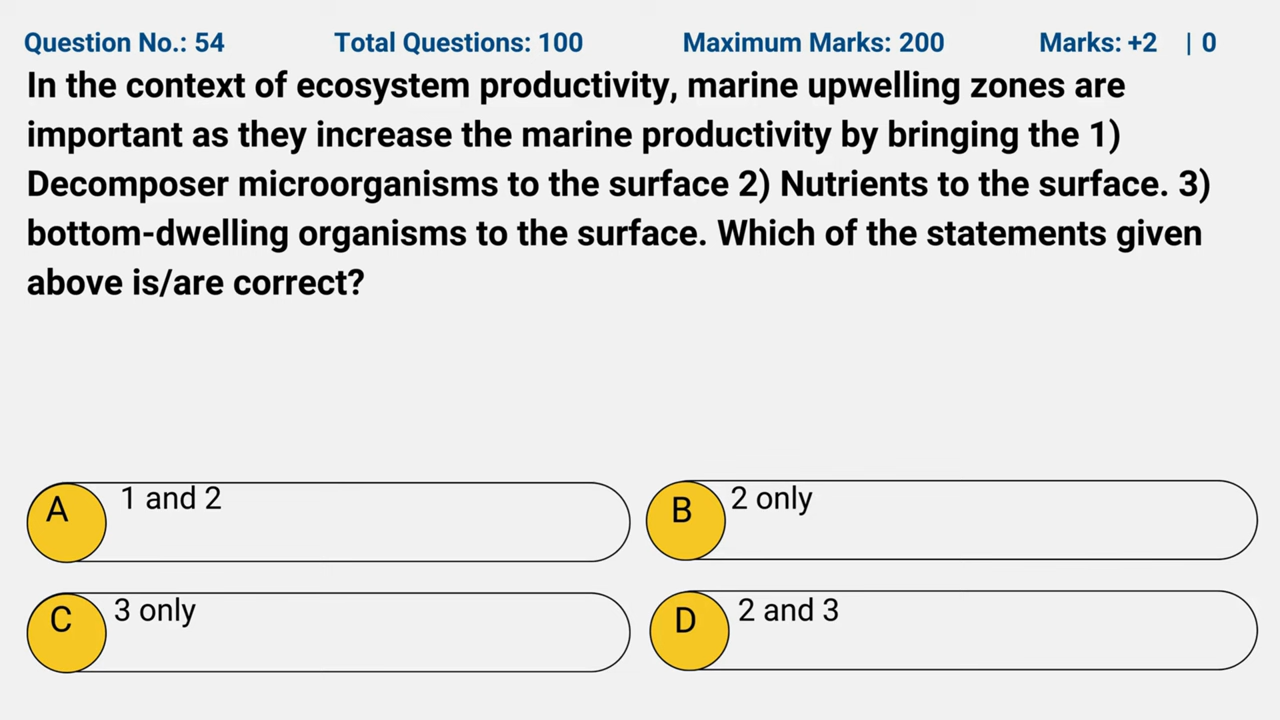 Question No.: 54 Total Questions: 100 Maximum Marks: 200 Marks: +2 | 0
In the context of ecosystem productivity, marine upwelling zones are
important as they increase the marine productivity by bringing the 1)
Decomposer microorganisms to the surface 2) Nutrients to the surface. 3)
bottom-dwelling organisms to the surface. Which of the statements given
above is/are correct?
A 1 and 2
B 2 only
C 3 only
D 2 and 3